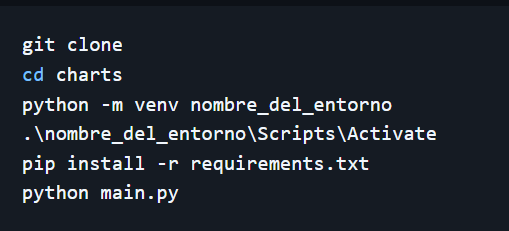 git clone
cd charts
python -m venv nombre_del_entorno
.\nombre_del_entorno\Scripts\Activate
pip install -r requirements.txt
python main.py